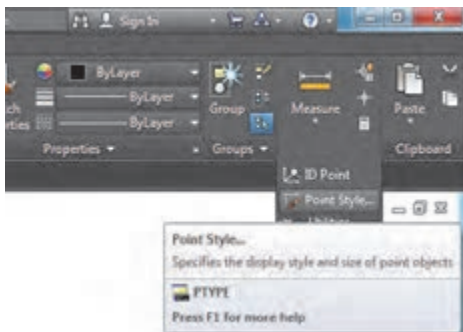 Sign In
ByLayer
ByLayer
ByLayer
Group
Measure
Paste
Properties
Groups
Clipboard
ID Point
Point Style...
Utilities
Point Style...
Specifies the display style and size of point objects
PTYPE
Press F1 for more help